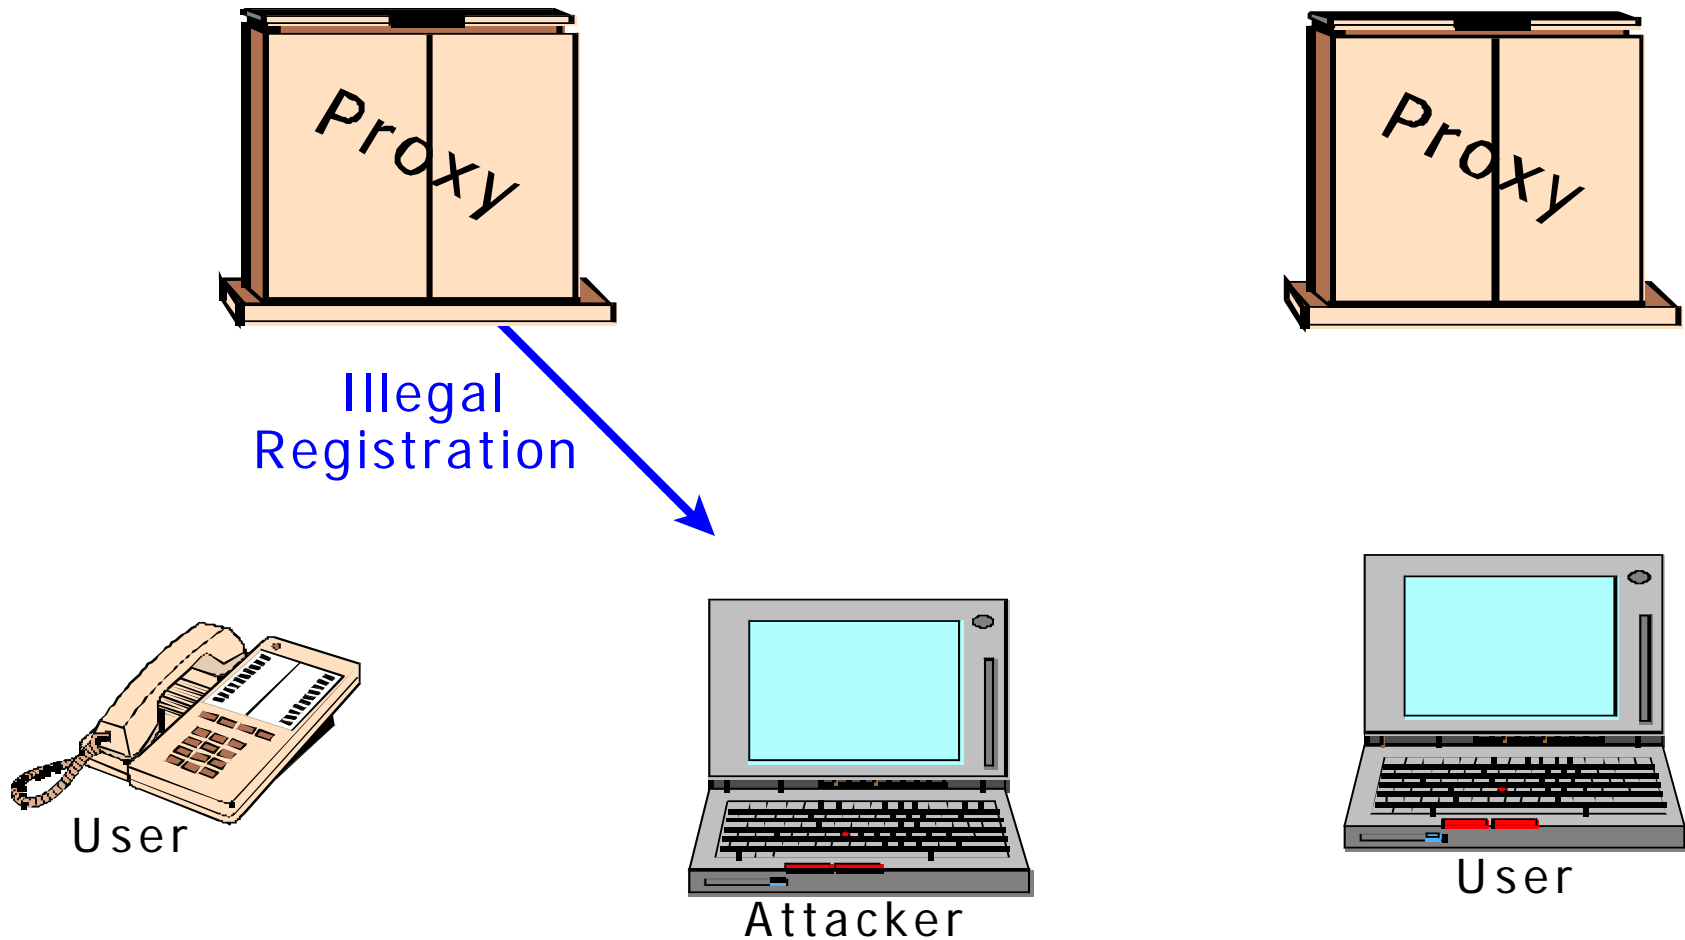 Proxy
Proxy
Illegal
Registration
User
User
Attacker